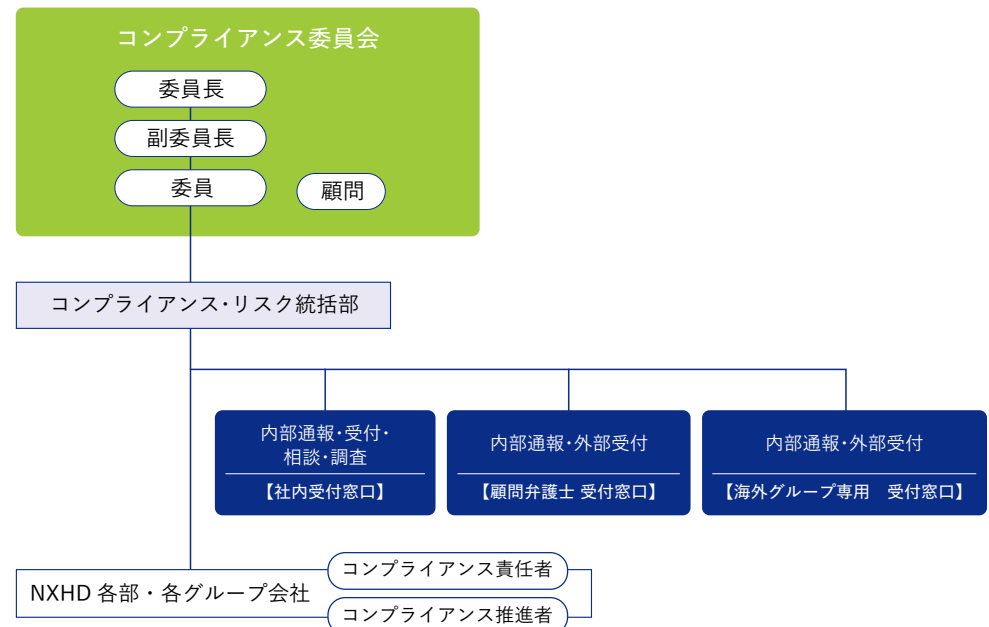 コンプライアンス委員会
委員長
副委員長
委員
顧問
コンプライアンス・リスク統括部
内部通報・受付・
相談・調査
【社内受付窓口】
内部通報・外部受付
【顧問弁護士 受付窓口】
内部通報・外部受付
【海外グループ専用　受付窓口】
NXHD 各部・各グループ会社
コンプライアンス責任者
コンプライアンス推進者